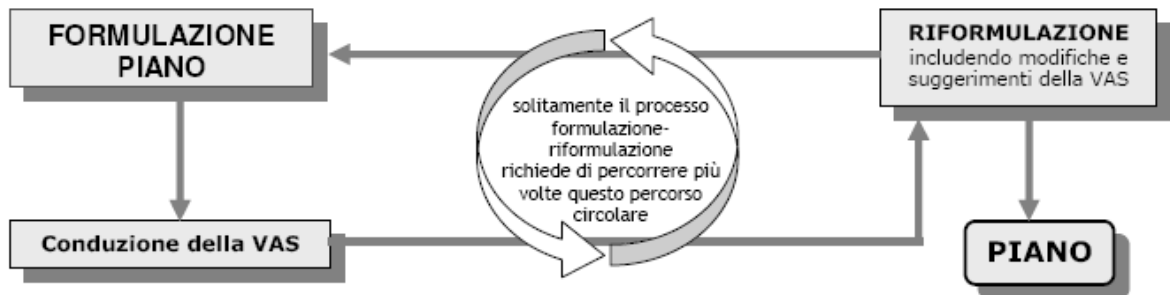 FORMULAZIONE
PIANO
RIFORMULAZIONE
includendo modifiche e
suggerimenti della VAS
solitamente il processo
formulazione-
riformulazione
richiede di percorrere più
volte questo percorso
circolare
Conduzione della VAS
PIANO